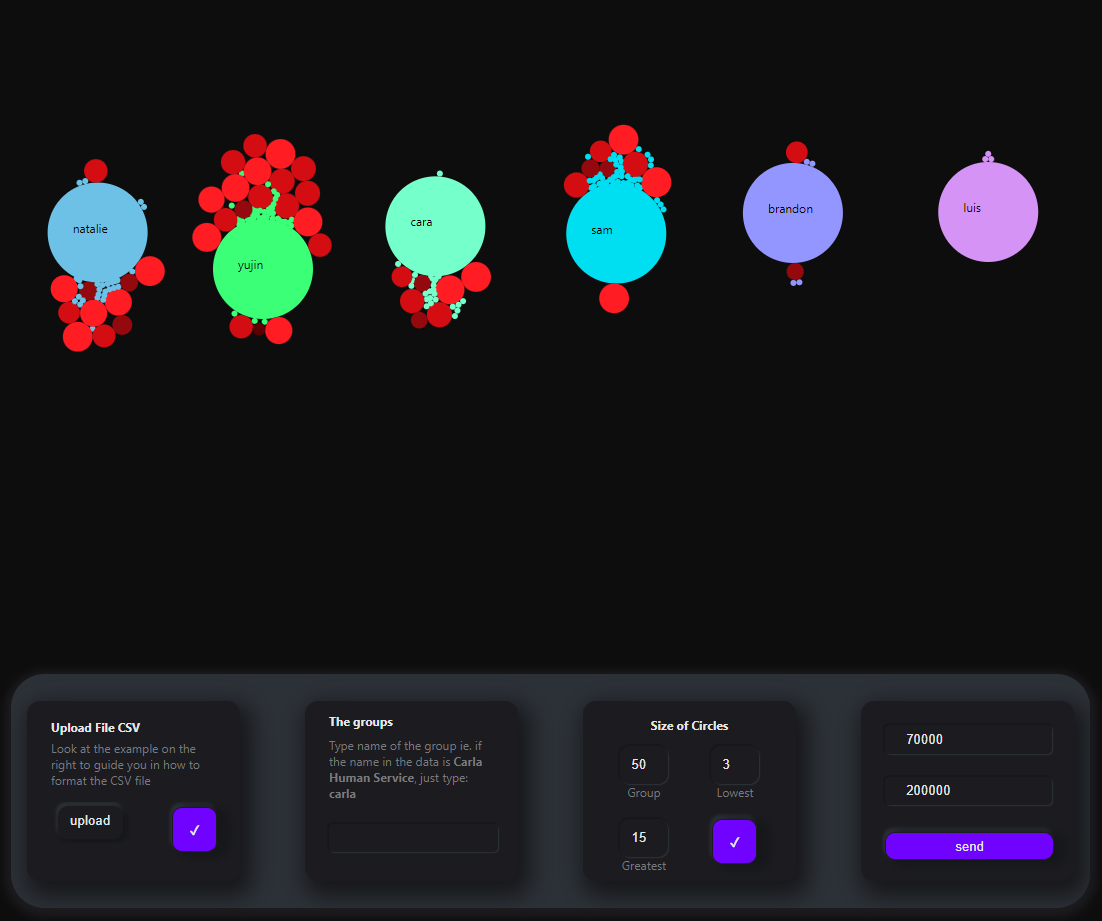 natalie
yujin
cara
sam
brandon
luis
Upload File CSV
Look at the example on the
right to guide you in how to
format the CSV file
upload
✓
The groups
Type name of the group ie. if
the name in the data is Carla
Human Service, just type:
carla
Size of Circles
50
3
Group
Lowest
15
✓
Greatest
70000
200000
send